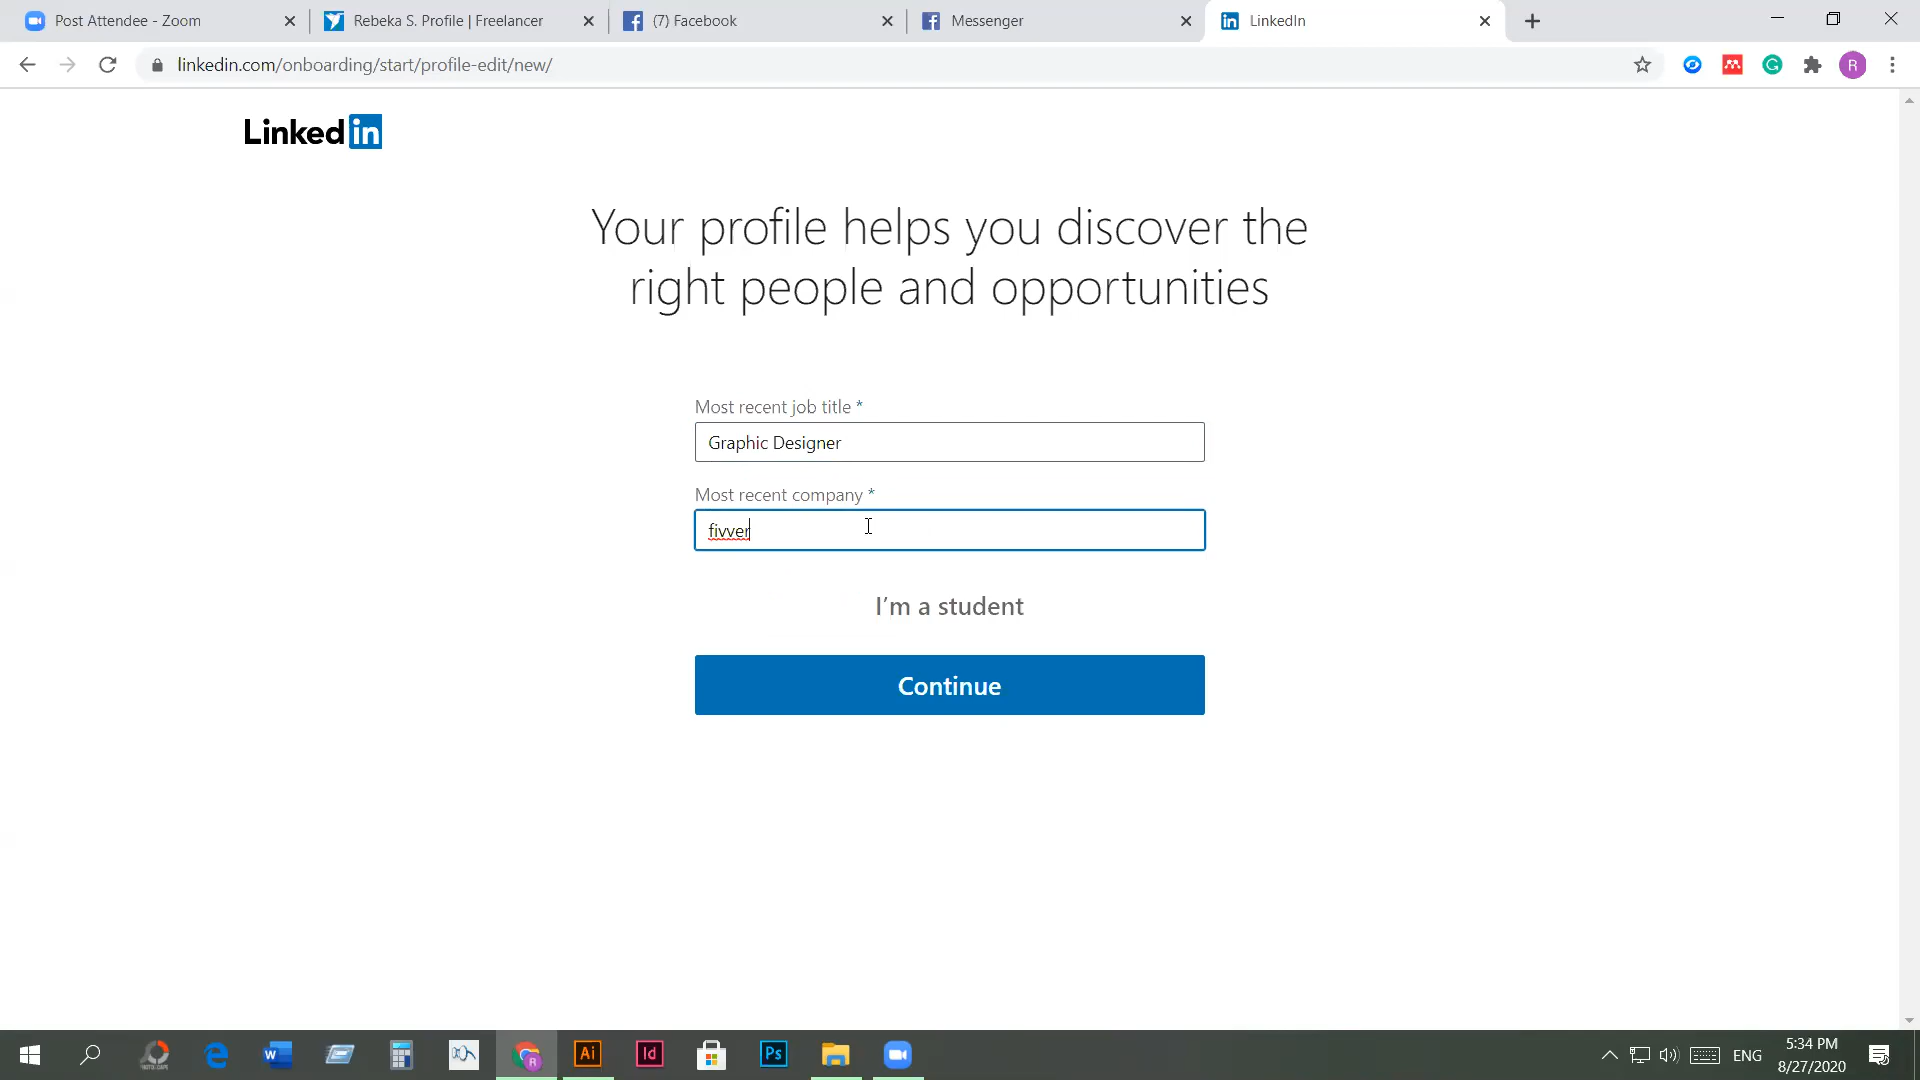 Post Attendee - Zoom
Rebeka S. Profile | Freelancer
(7) Facebook
Messenger
LinkedIn
linkedin.com/onboarding/start/profile-edit/new/
R
Linked in
Your profile helps you discover the
right people and opportunities
Most recent job title *
Graphic Designer
Most recent company *
fivver
I'm a student
Continue
W
R
Ai
Id
Ps
ENG
5:34 PM
8/27/2020